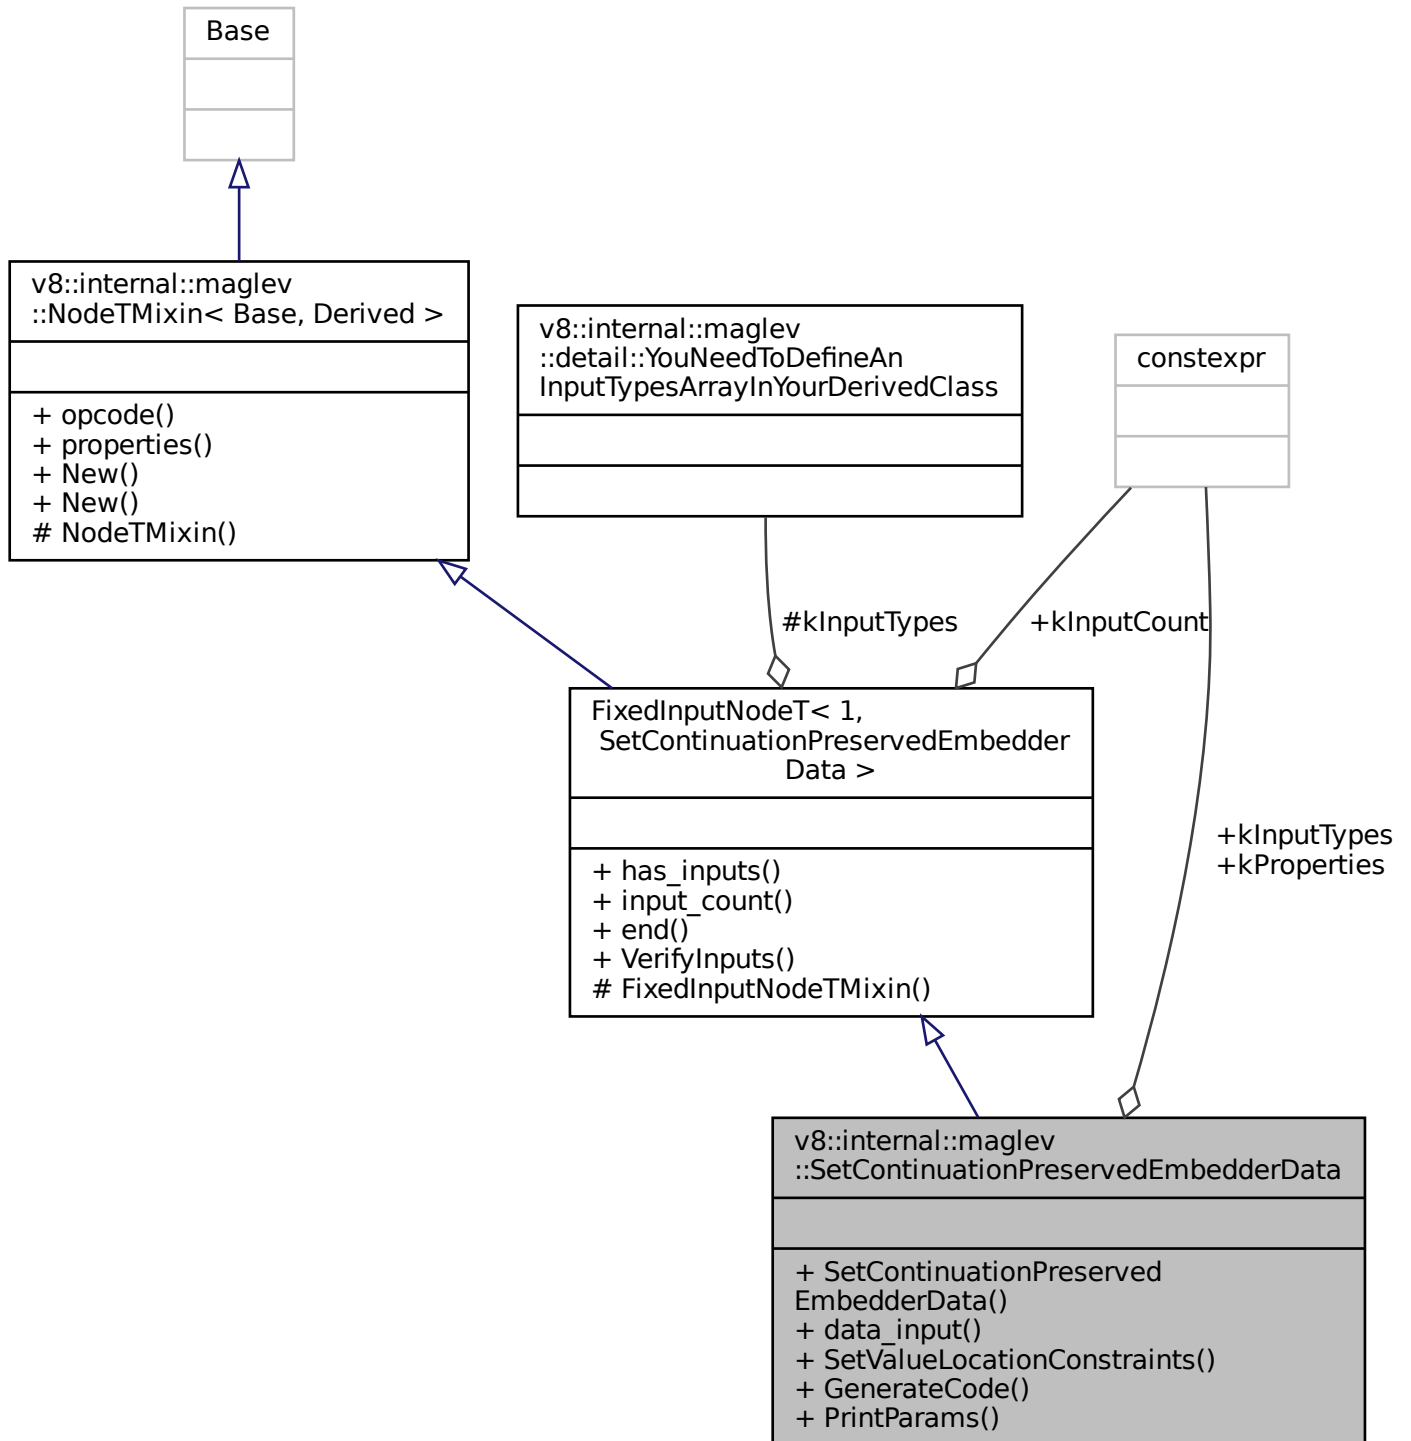 Base
v8::internal::maglev
::NodeTMixin< Base, Derived >
+ opcode()
+ properties()
+ New()
+ New()
# NodeTMixin()
v8::internal::maglev
::detail::YouNeedToDefineAn
InputTypesArrayInYourDerivedClass
constexpr
#kInputTypes
+kInputCount
FixedInputNodeT< 1,
SetContinuationPreservedEmbedder
Data >
+ has_inputs()
+ input_count()
+ end()
+ VerifyInputs()
# FixedInputNodeTMixin()
+kInputTypes
+kProperties
v8::internal::maglev
::SetContinuationPreservedEmbedderData
+ SetContinuationPreserved
EmbedderData()
+ data_input()
+ SetValueLocationConstraints()
+ GenerateCode()
+ PrintParams()